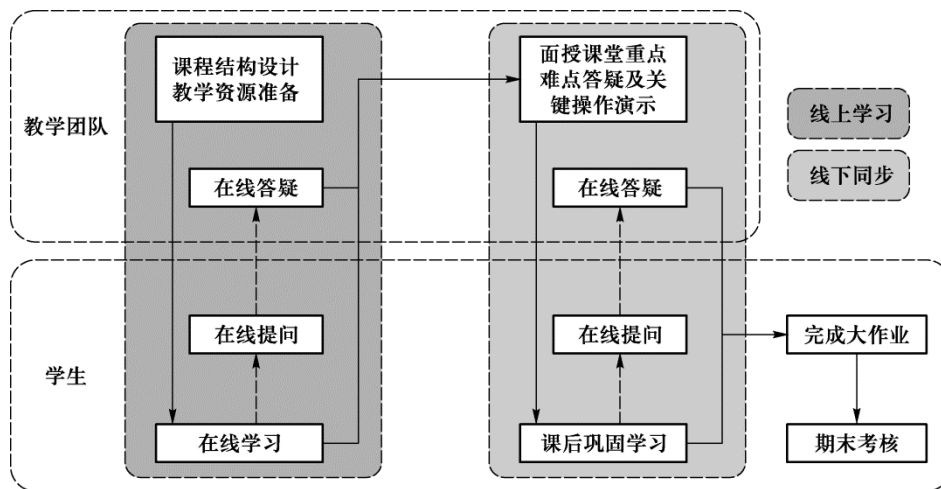 教学团队
课程结构设计
教学资源准备
在线答疑
面授课堂重点
难点答疑及关
键操作演示
在线答疑
线上学习
线下同步
学生
在线提问
在线学习
在线提问
课后巩固学习
完成大作业
期末考核